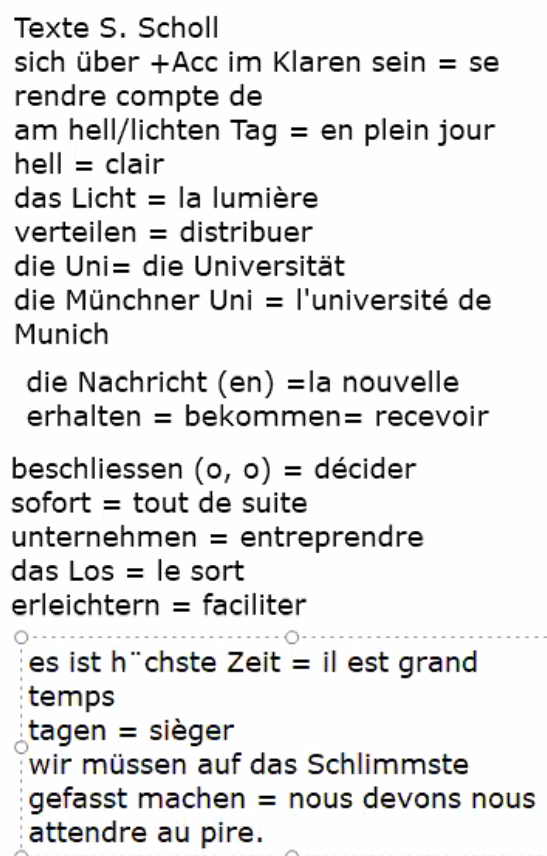 Texte S. Scholl
sich über +Acc im Klaren sein = se
rendre compte de
am hell/lichten Tag = en plein jour
hell = clair
das Licht = la lumière
verteilen = distribuer
die Uni= die Universität
die Münchner Uni = l'université de
Munich
die Nachricht (en) =la nouvelle
erhalten = bekommen= recevoir
beschliessen (o, o) = décider
sofort = tout de suite
unternehmen = entreprendre
das Los = le sort
erleichtern = faciliter
es ist h¨chste Zeit = il est grand
temps
tagen = sièger
wir müssen auf das Schlimmste
gefasst machen = nous devons nous
attendre au pire.